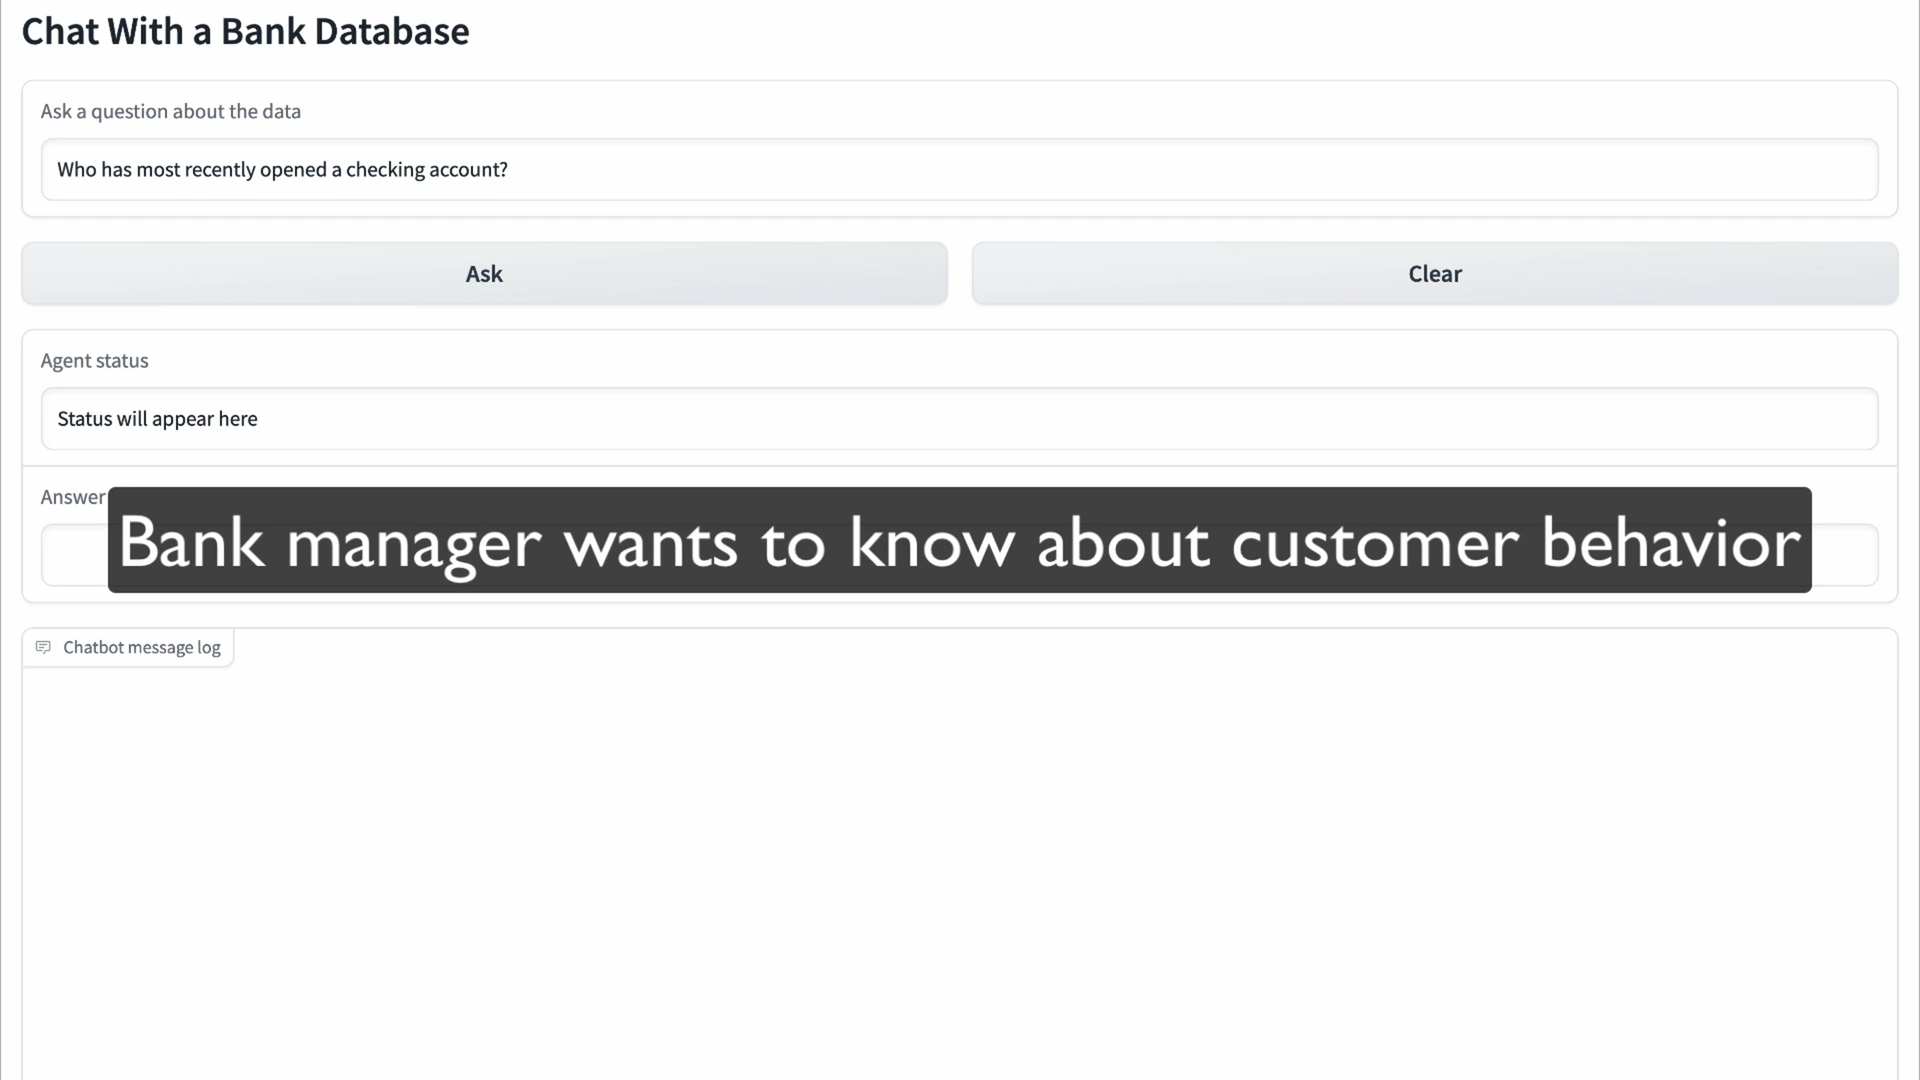 Chat With a Bank Database
Ask a question about the data
Who has most recently opened a checking account?
Ask
Clear
Agent status
Status will appear here
Answer
Bank manager wants to know about customer behavior
Chatbot message log